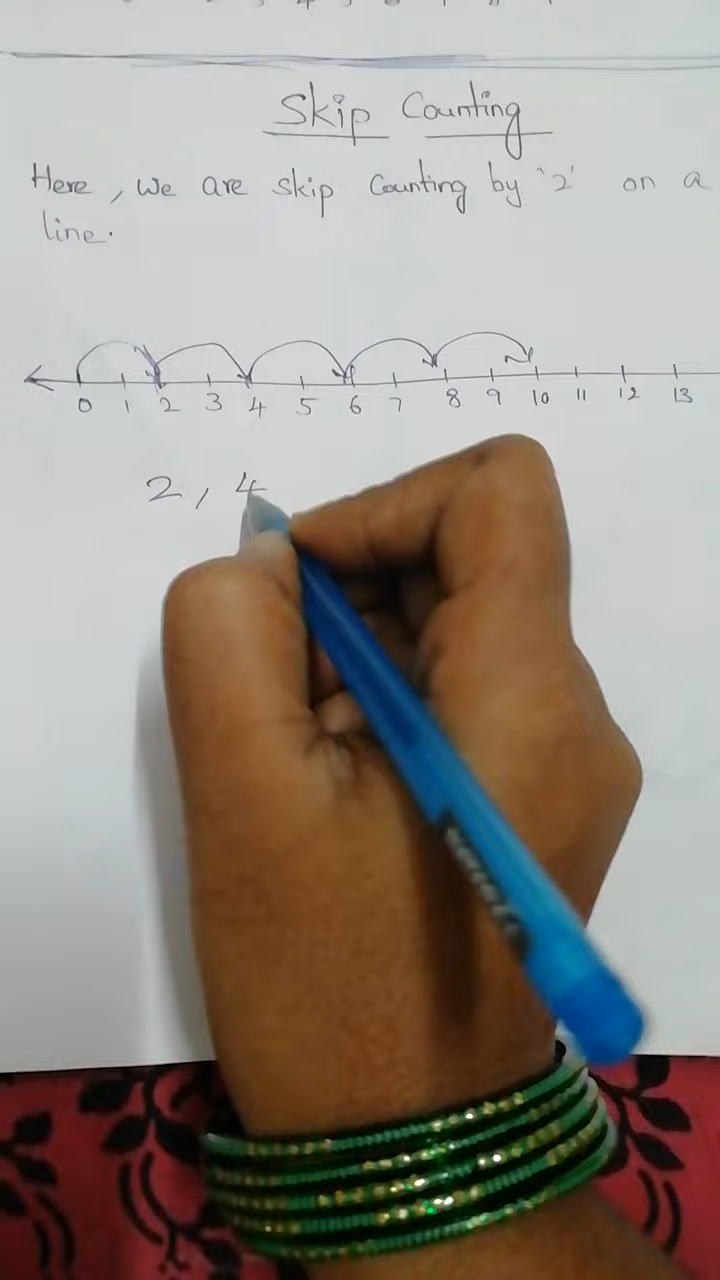 Skip Counting
Here, we are skip Counting by '2' on a
line.
0 1 2 3 4 5 6 7 8 9 10 11 12 13
2, 4